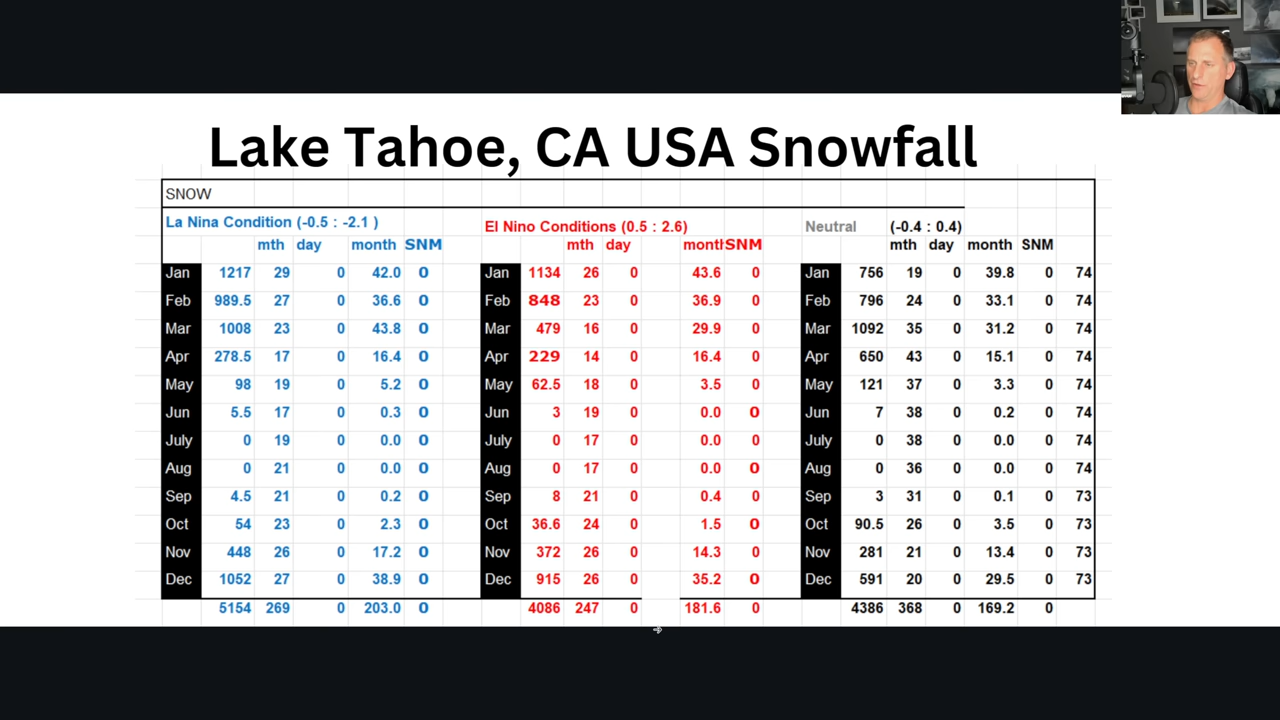 Lake Tahoe, CA USA Snowfall
SNOW
La Nina Condition (-0.5 : -2.1 ) El Nino Conditions (0.5 : 2.6) Neutral (-0.4 : 0.4)
mth day month SNM mth day month SNM mth day month SNM
Jan 1217 29 0 42.0 0 Jan 1134 26 0 43.6 0 Jan 756 19 0 39.8 0 74
Feb 989.5 27 0 36.6 0 Feb 848 23 0 36.9 0 Feb 796 24 0 33.1 0 74
Mar 1008 23 0 43.8 0 Mar 479 16 0 29.9 0 Mar 1092 35 0 31.2 0 74
Apr 278.5 17 0 16.4 0 Apr 229 14 0 16.4 0 Apr 650 43 0 15.1 0 74
May 98 19 0 5.2 0 May 62.5 18 0 3.5 0 May 121 37 0 3.3 0 74
Jun 5.5 17 0 0.3 0 Jun 3 19 0 0.0 0 Jun 7 38 0 0.2 0 74
July 0 19 0 0.0 0 July 0 17 0 0.0 0 July 0 38 0 0.0 0 74
Aug 0 21 0 0.0 0 Aug 0 17 0 0.0 0 Aug 0 36 0 0.0 0 74
Sep 4.5 21 0 0.2 0 Sep 8 21 0 0.4 0 Sep 3 31 0 0.1 0 73
Oct 54 23 0 2.3 0 Oct 36.6 24 0 1.5 0 Oct 90.5 26 0 3.5 0 73
Nov 448 26 0 17.2 0 Nov 372 26 0 14.3 0 Nov 281 21 0 13.4 0 73
Dec 1052 27 0 38.9 0 Dec 915 26 0 35.2 0 Dec 591 20 0 29.5 0 73
5154 269 0 203.0 0 4086 247 0 181.6 0 4386 368 0 169.2 0